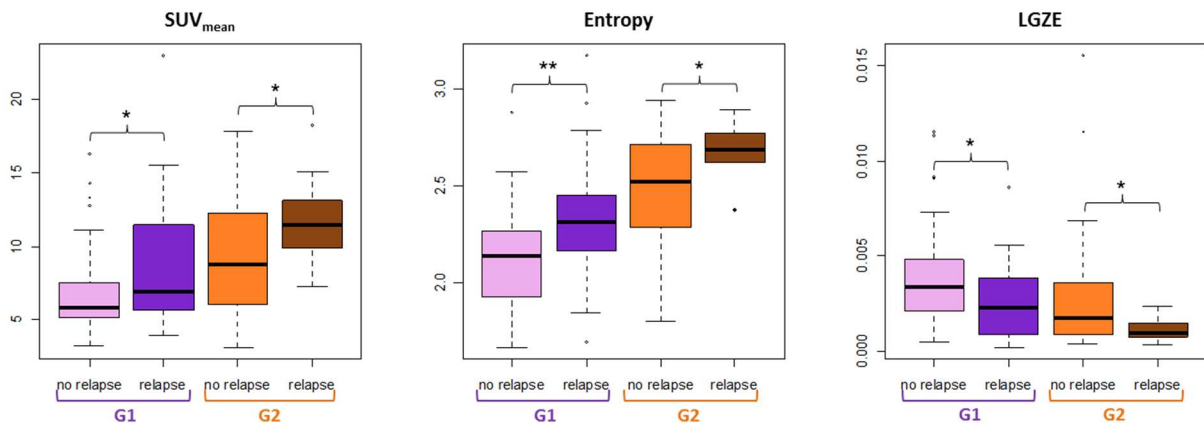 SUVmean
20
15
10
5
*
*
no relapse relapse no relapse relapse
G1 G2
Entropy
3.0
2.5
2.0
**
*
no relapse relapse no relapse relapse
G1 G2
LGZE
0.015
0.010
0.005
0.000
*
*
no relapse relapse no relapse relapse
G1 G2